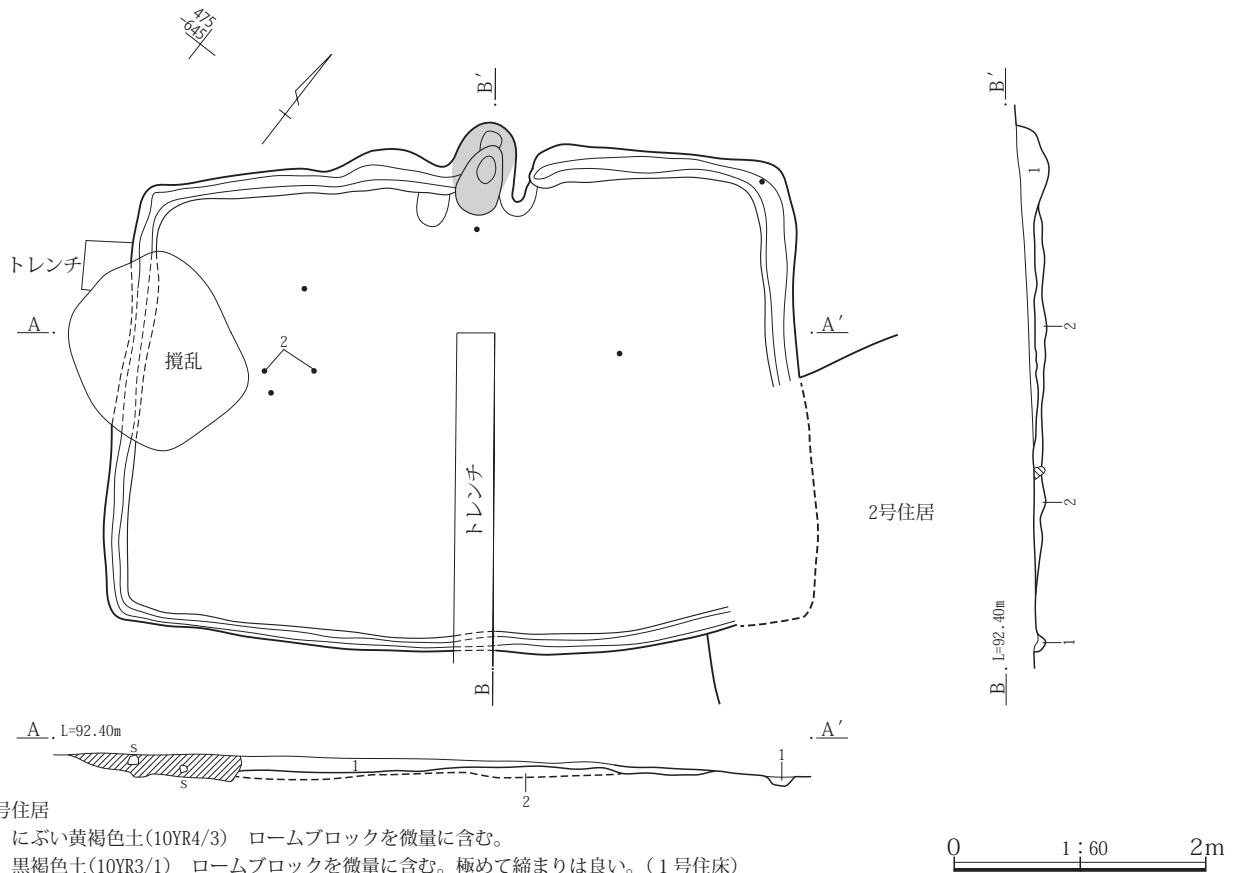 475
-645
B′
B′
1
トレンチ
A
A′
2
2
撹乱
トレンチ
2号住居
2
L=92.40m
1
B
B
A
L=92.40m
A′
S
S
1
1
2
号住居
にぶい黄褐色土(10YR4/3) ロームブロックを微量に含む。
黒褐色土(10YR3/1) ロームブロックを微量に含む。極めて締まりは良い。(1号住床)
0
1:60
2m